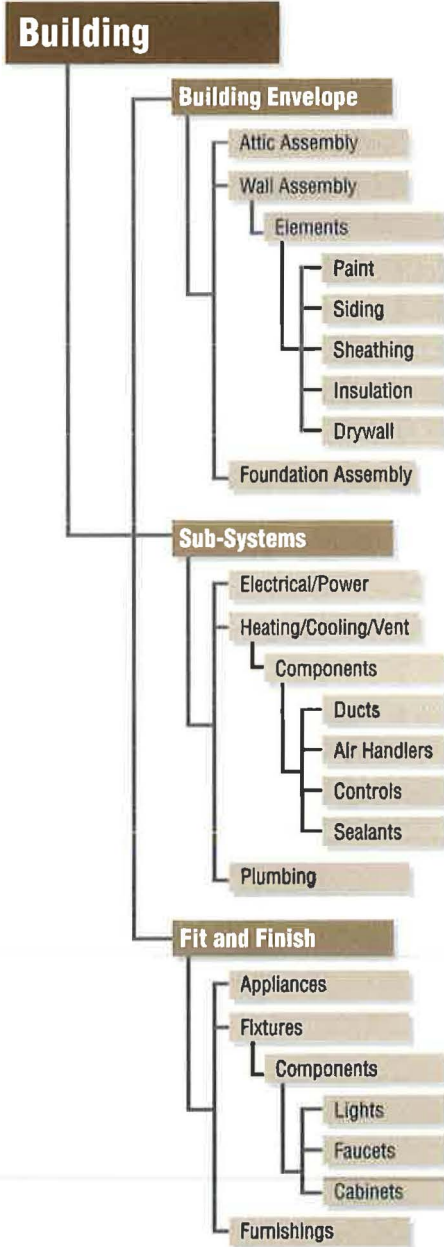 Building
Building Envelope
Attic Assembly
Wall Assembly
Elements
Paint
Siding
Sheathing
Insulation
Drywall
Foundation Assembly
Sub-Systems
Electrical/Power
Heating/Cooling/Vent
Components
Ducts
Air Handlers
Controls
Sealants
Plumbing
Fit and Finish
Appliances
Fixtures
Components
Lights
Faucets
Cabinets
Furnishings